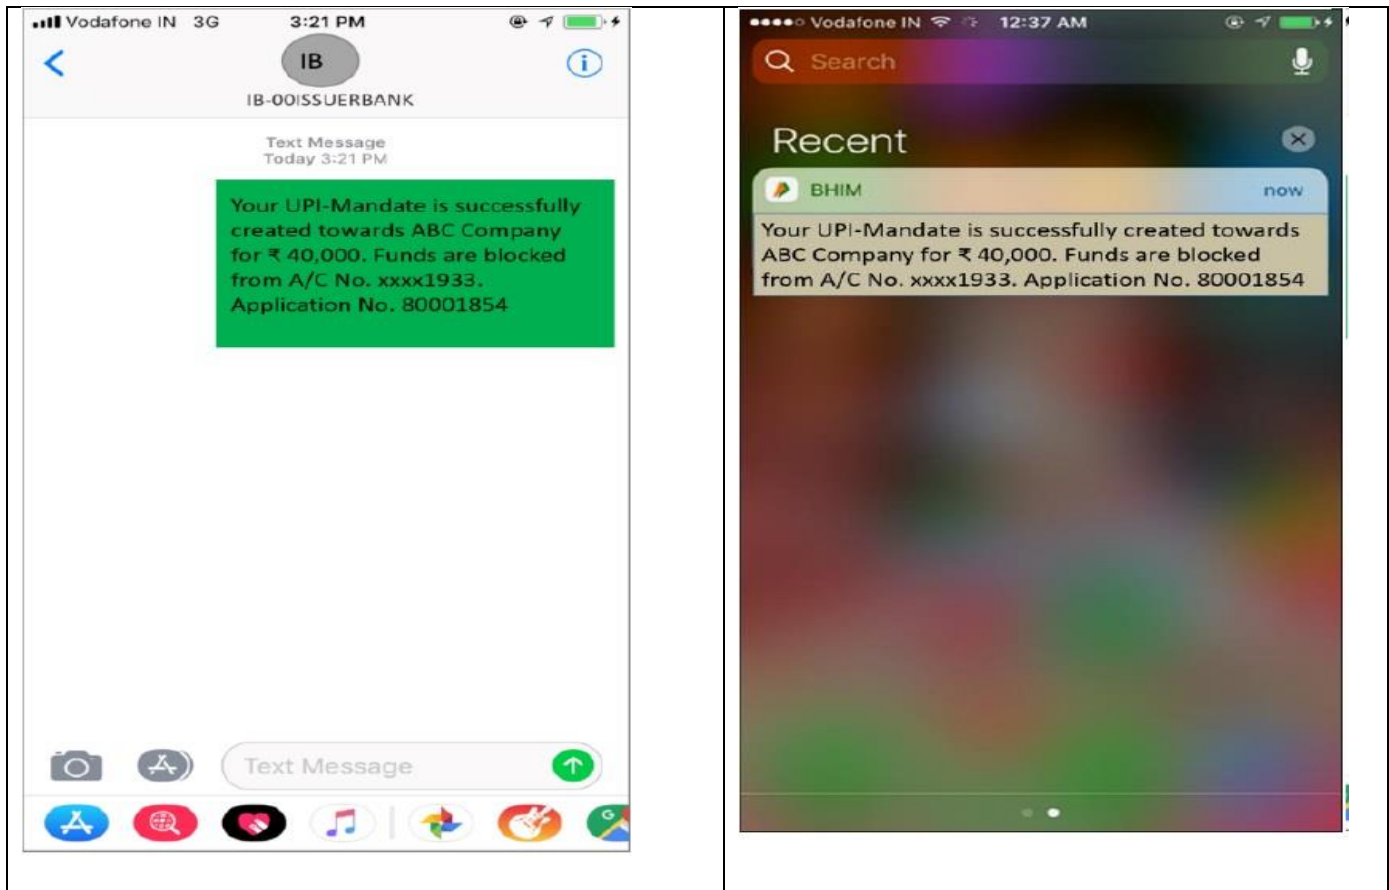 Vodafone IN 3G 3:21 PM
IB
IB-00ISSUERBANK
Text Message
Today 3:21 PM
Your UPI-Mandate is successfully
created towards ABC Company
for ₹ 40,000. Funds are blocked
from A/C No. xxxx1933.
Application No. 80001854
Text Message
Vodafone IN 12:37 AM
Search
Recent
BHIM now
Your UPI-Mandate is successfully created towards
ABC Company for ₹ 40,000. Funds are blocked
from A/C No. xxxx1933. Application No. 80001854